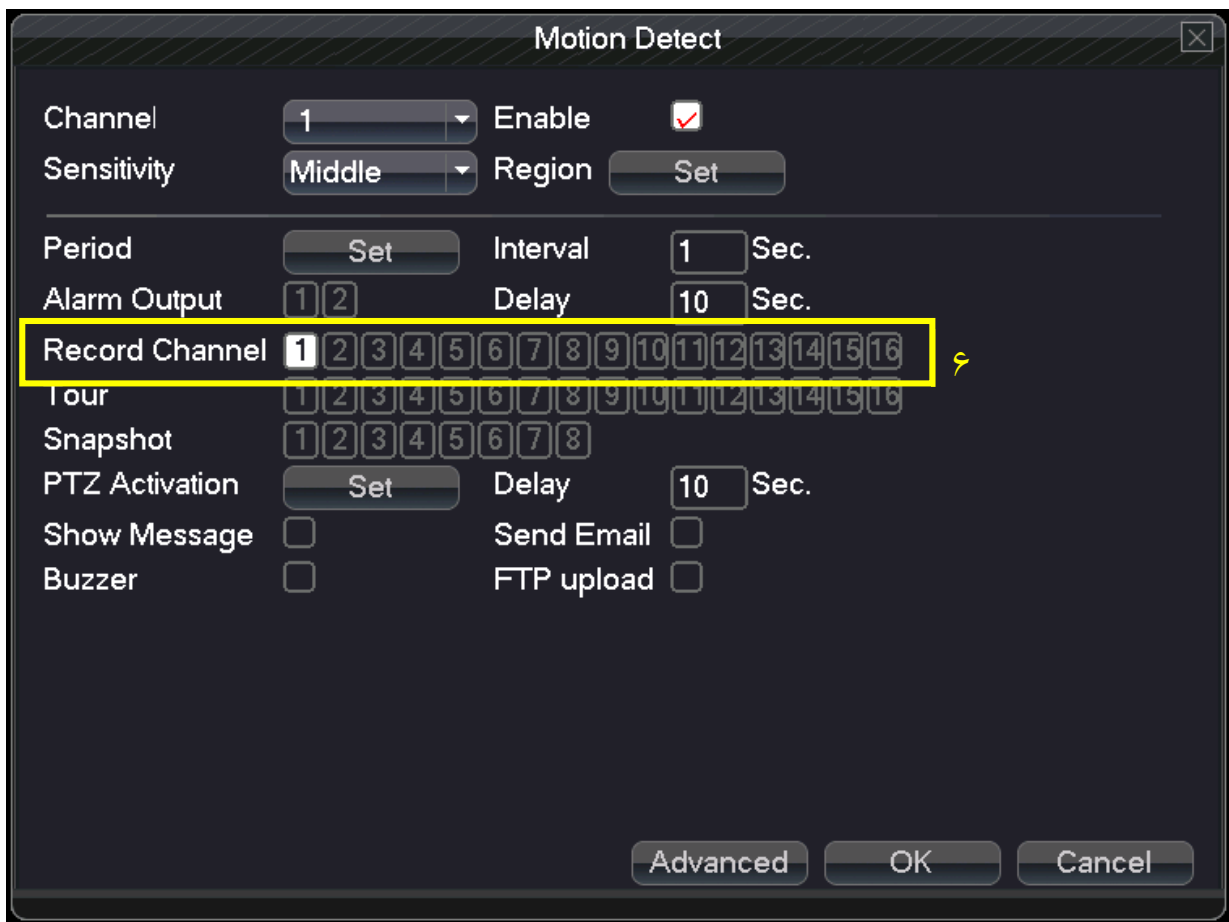 Motion Detect
Channel 1 Enable
Sensitivity Middle Region Set
Period Set Interval 1 Sec.
Alarm Output 1 2 Delay 10 Sec.
Record Channel 1 2 3 4 5 6 7 8 9 10 11 12 13 14 15 16 ۶
Tour 1 2 3 4 5 6 7 8 9 10 11 12 13 14 15 16
Snapshot 1 2 3 4 5 6 7 8
PTZ Activation Set Delay 10 Sec.
Show Message Send Email
Buzzer FTP upload
Advanced OK Cancel